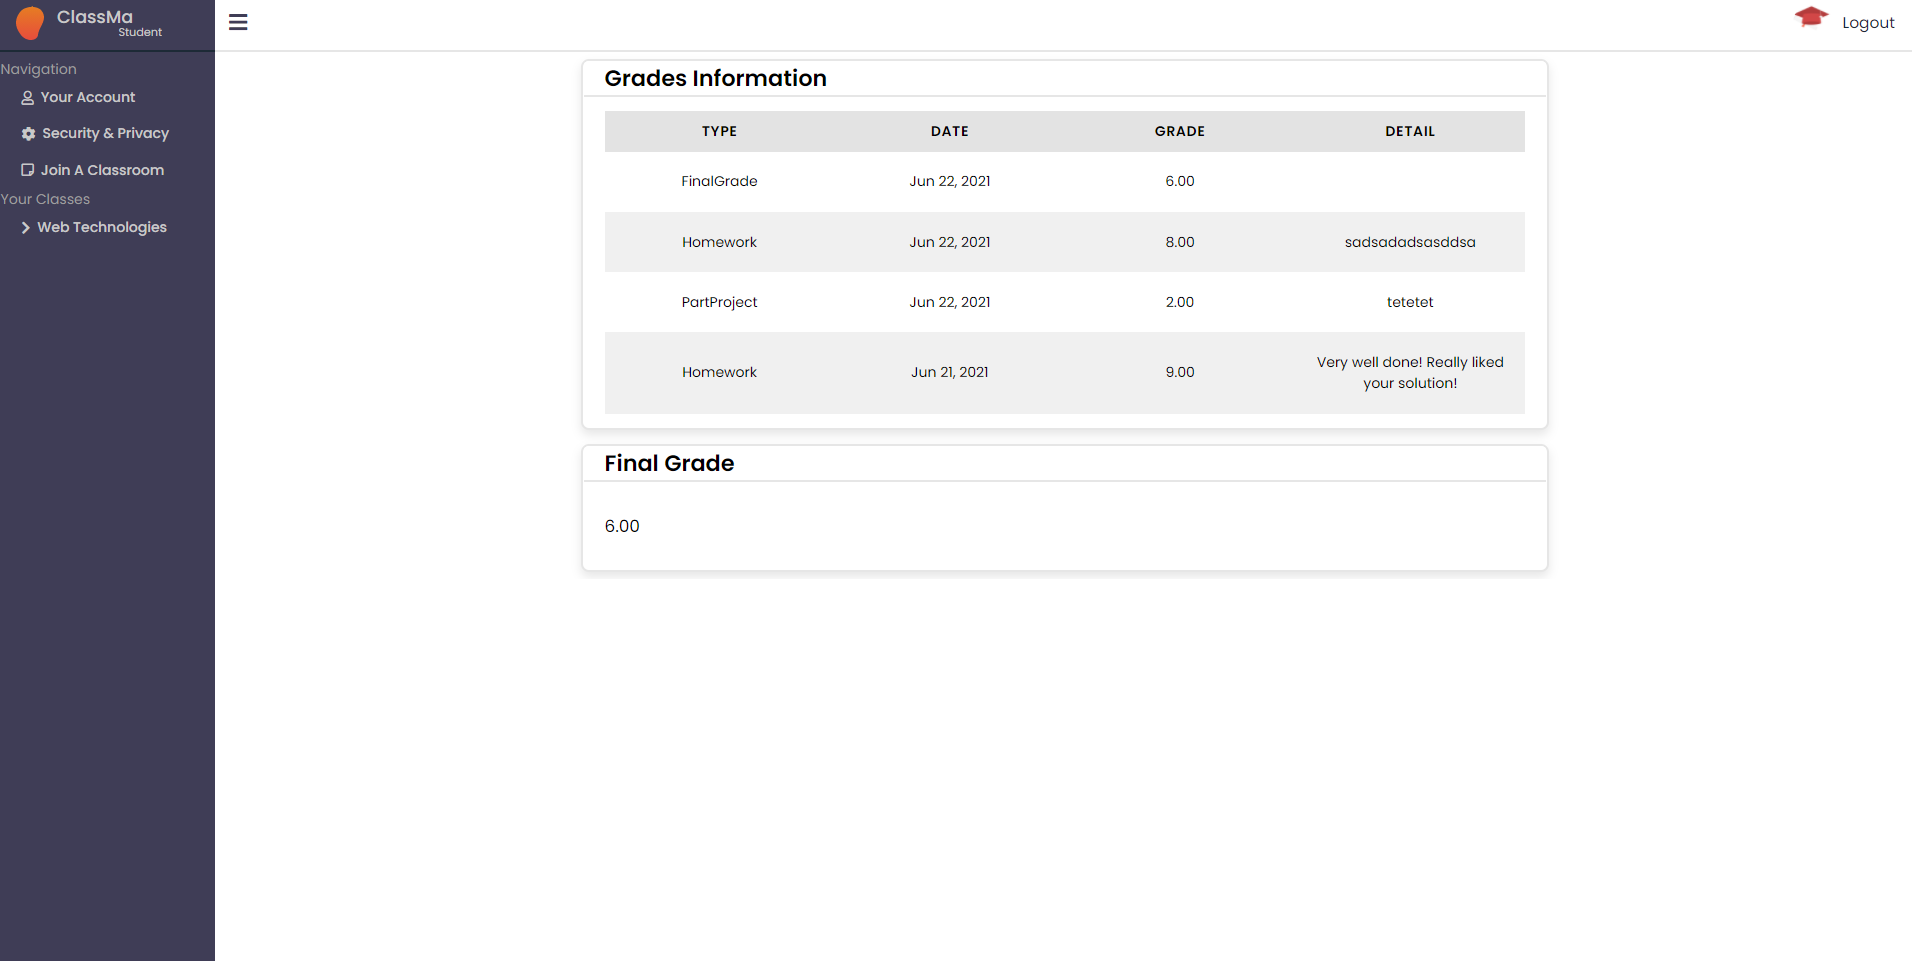 ClassMa
Student
Logout
Navigation
Your Account
Security & Privacy
Join A Classroom
Your Classes
Web Technologies
Grades Information
TYPE DATE GRADE DETAIL
FinalGrade Jun 22, 2021 6.00
Homework Jun 22, 2021 8.00 sadsadadsasddsa
PartProject Jun 22, 2021 2.00 tetetet
Homework Jun 21, 2021 9.00 Very well done! Really liked
your solution!
Final Grade
6.00